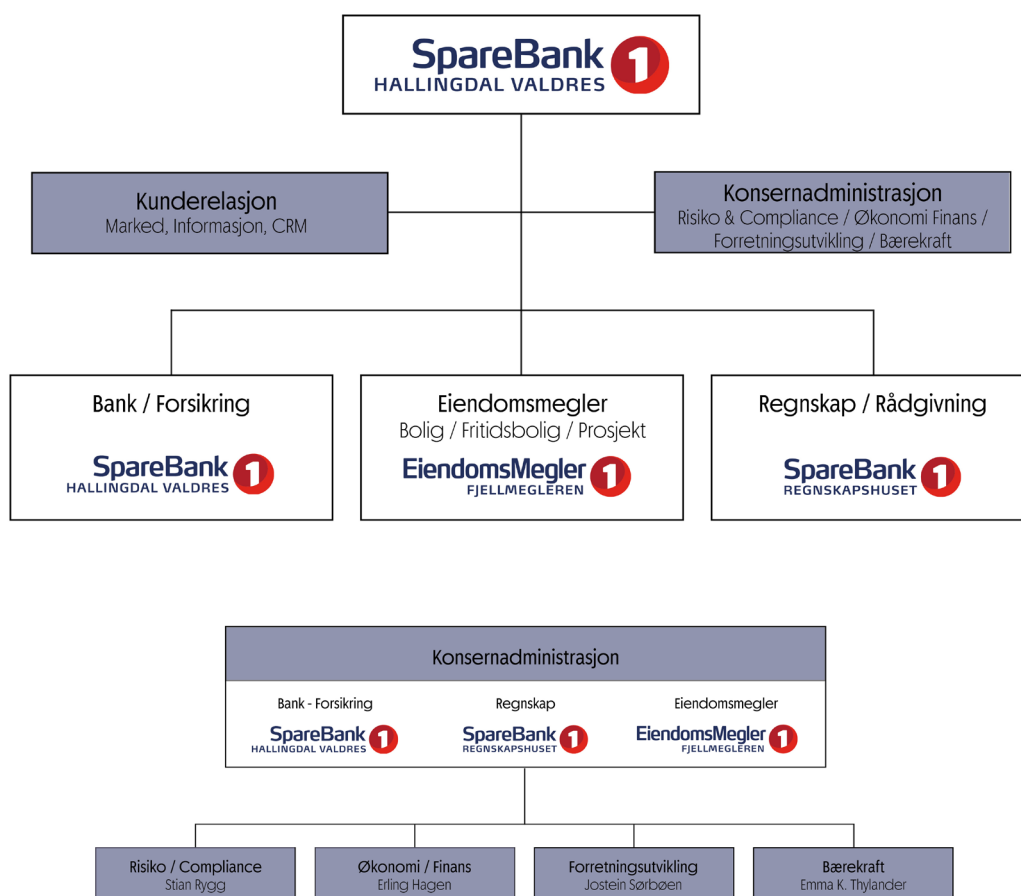 SpareBank 1
HALLINGDAL VALDRES
Kunderelasjon
Marked, Informasjon, CRM
Konsernadministrasjon
Risiko & Compliance / Økonomi Finans /
Forretningsutvikling / Bærekraft
Bank / Forsikring
SpareBank 1
HALLINGDAL VALDRES
Eiendomsmegler
Bolig / Fritidsbolig / Prosjekt
EiendomsMegler 1
FJELLMEGLEREN
Regnskap / Rådgivning
SpareBank 1
REGNSKAPSHUSET
Konsernadministrasjon
Bank - Forsikring
SpareBank 1
HALLINGDAL VALDRES
Regnskap
SpareBank 1
REGNSKAPSHUSET
Eiendomsmegler
EiendomsMegler 1
FJELLMEGLEREN
Risiko / Compliance
Stian Rygg
Økonomi / Finans
Erling Hagen
Forretningsutvikling
Jostein Sørbøen
Bærekraft
Emma K. Thylander